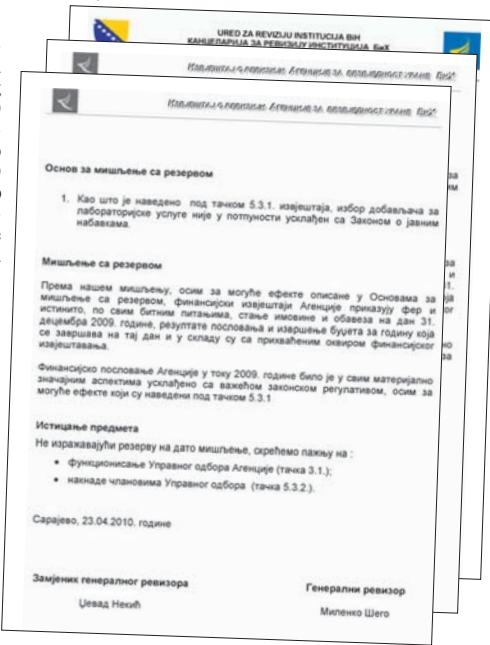 URED ZA REVIZIJU INSTITUCIJA BiH
КАНЦЕЛАРИЈА ЗА РЕВИЗИЈУ ИНСТИТУЦИЈА БиХ
Основ за мишљење са резервом
1. Као што је наведено под тачком 5.3.1. извјештаја, избор добављача за
лабораторијске услуге није у потпуности усклађен са Законом о јавним
набавкама.
Мишљење са резервом
Према нашем мишљењу, осим за могуће ефекте описане у Основама за
мишљење са резервом, финансијски извјештаји Агенције приказују фер и
истинито, по свим битним питањима, стање имовине и обавеза на дан 31.
децембра 2009. године, резултате пословања и извршење буџета за годину која
се завршава на тај дан и у складу су са прихваћеним оквиром финансијског
извјештавања.
Финансијско пословање Агенције у току 2009. године било је у свим материјално
значајним аспектима усклађено са важећом законском регулативом, осим за
могуће ефекте који су наведени под тачком 5.3.1
Истицање предмета
Не изражавајући резерву на дато мишљење, скрећемо пажњу на :
• функционисање Управног одбора Агенције (тачка 3.1.);
• накнаде члановима Управног одбора (тачка 5.3.2.).
Сарајево, 23.04.2010. године
Замјеник генералног ревизора
Генерални ревизор
Џевад Некић
Миленко Шего